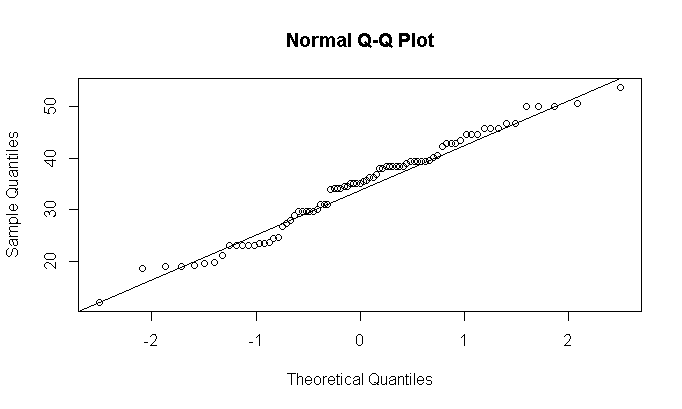 Normal Q-Q Plot
Sample Quantiles
50
40
30
20
-2 -1 0 1 2
Theoretical Quantiles